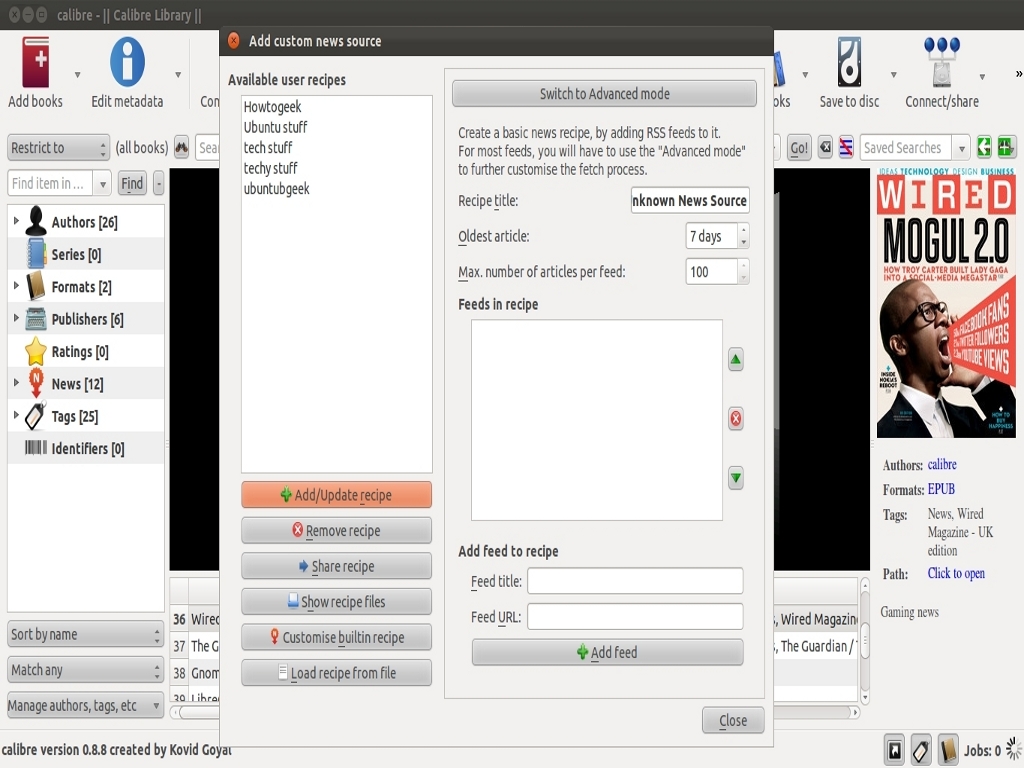 calibre - || Calibre Library ||
Add custom news source
Add books
Edit metadata
Save to disc
Connect/share
»
Restrict to
(all books)
Go!
Saved Searches
Find item in ...
Find
Authors [26]
Series [0]
Formats [2]
Publishers [6]
Ratings [0]
News [12]
Tags [25]
Identifiers [0]
Sort by name
Match any
Manage authors, tags, etc
Available user recipes
Howtogeek
Ubuntu stuff
tech stuff
techy stuff
ubuntubgeek
Add/Update recipe
Remove recipe
Share recipe
Show recipe files
Customise builtin recipe
Load recipe from file
Switch to Advanced mode
Create a basic news recipe, by adding RSS feeds to it.
For most feeds, you will have to use the "Advanced mode"
to further customise the fetch process.
Recipe title: nknown News Source
Oldest article: 7 days
Max. number of articles per feed: 100
Feeds in recipe
Add feed to recipe
Feed title:
Feed URL:
Add feed
Close
36 Wired
37 The G
38 Gnom
39 Libre
, Wired Magazin
, The Guardian /
IDEAS TECHNOLOGY DESIGN BUSINESS
WIRED
MOGUL 2.0
HOW TROY CARTER BUILT LADY GAGA
INTO A SOCIAL-MEDIA MEGASTAR
FACEBOOK FANS
TWITTER FOLLOWERS
YOUTUBE VIEWS
INSIDE
NOKIA'S
REBOOT
HOW TO
BUY
HAPPINESS
Authors: calibre
Formats: EPUB
Tags: News, Wired
Magazine - UK
edition
Path: Click to open
Gaming news
calibre version 0.8.8 created by Kovid Goyal
Jobs: 0